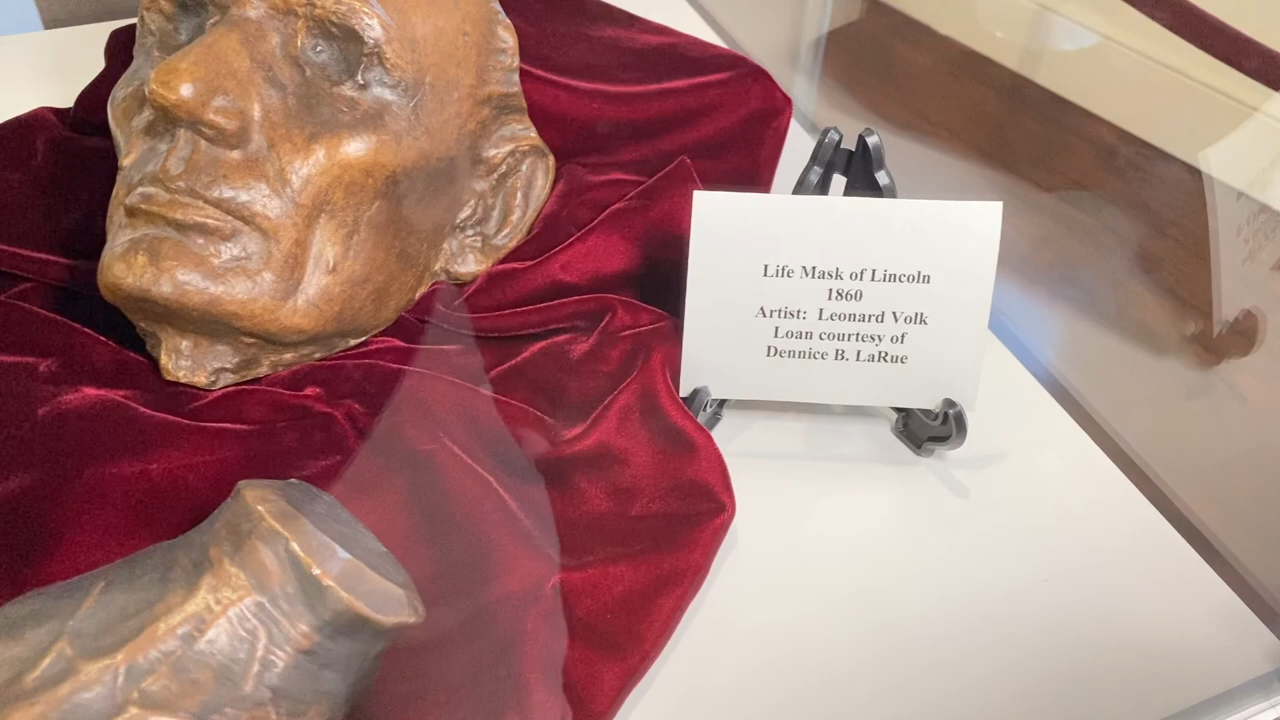 Life Mask of Lincoln
1860
Artist: Leonard Volk
Loan courtesy of
Dennice B. LaRue